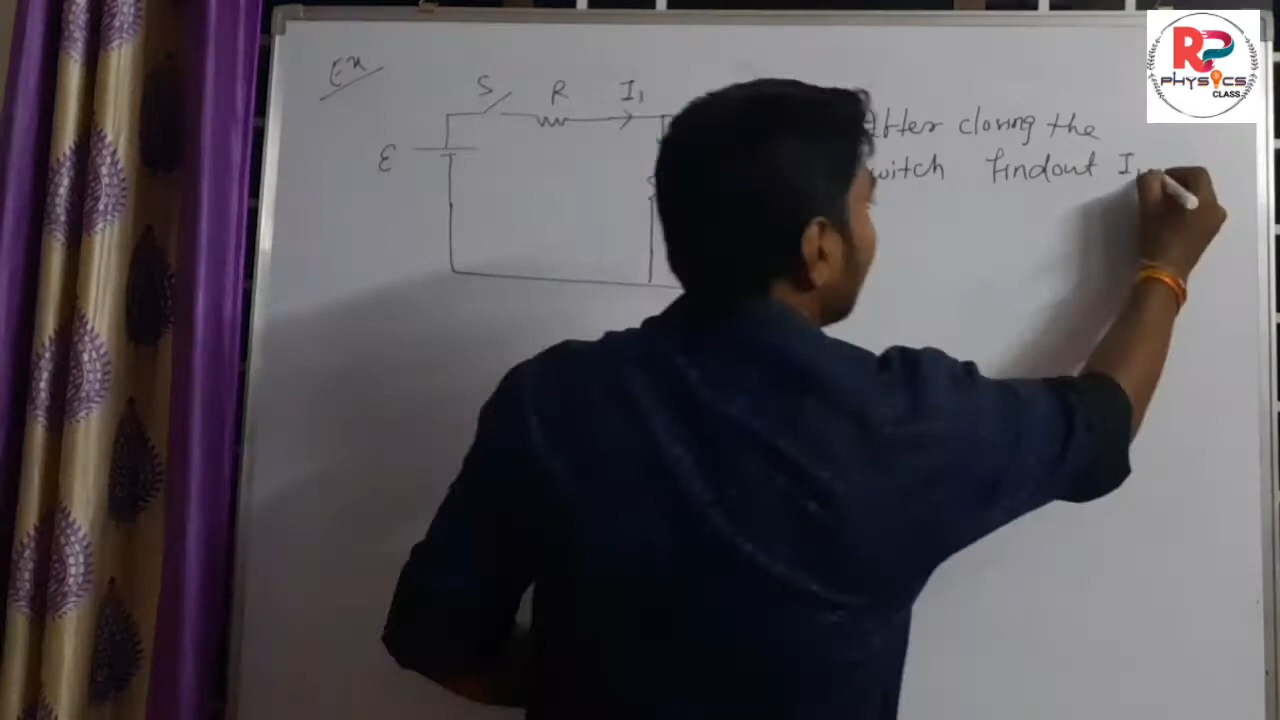 Ex
S R I₁
ε
After closing the
switch findout I₁
RP
PHYSICS
CLASS